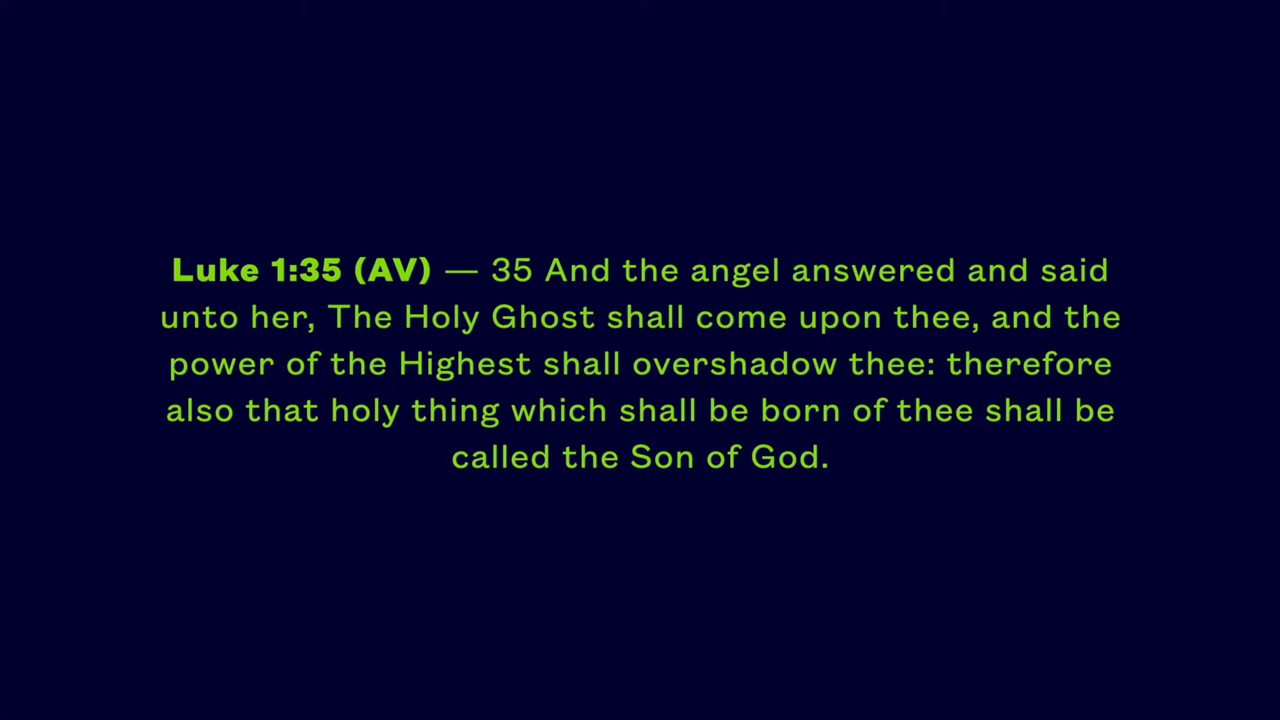 Luke 1:35 (AV) — 35 And the angel answered and said
unto her, The Holy Ghost shall come upon thee, and the
power of the Highest shall overshadow thee: therefore
also that holy thing which shall be born of thee shall be
called the Son of God.